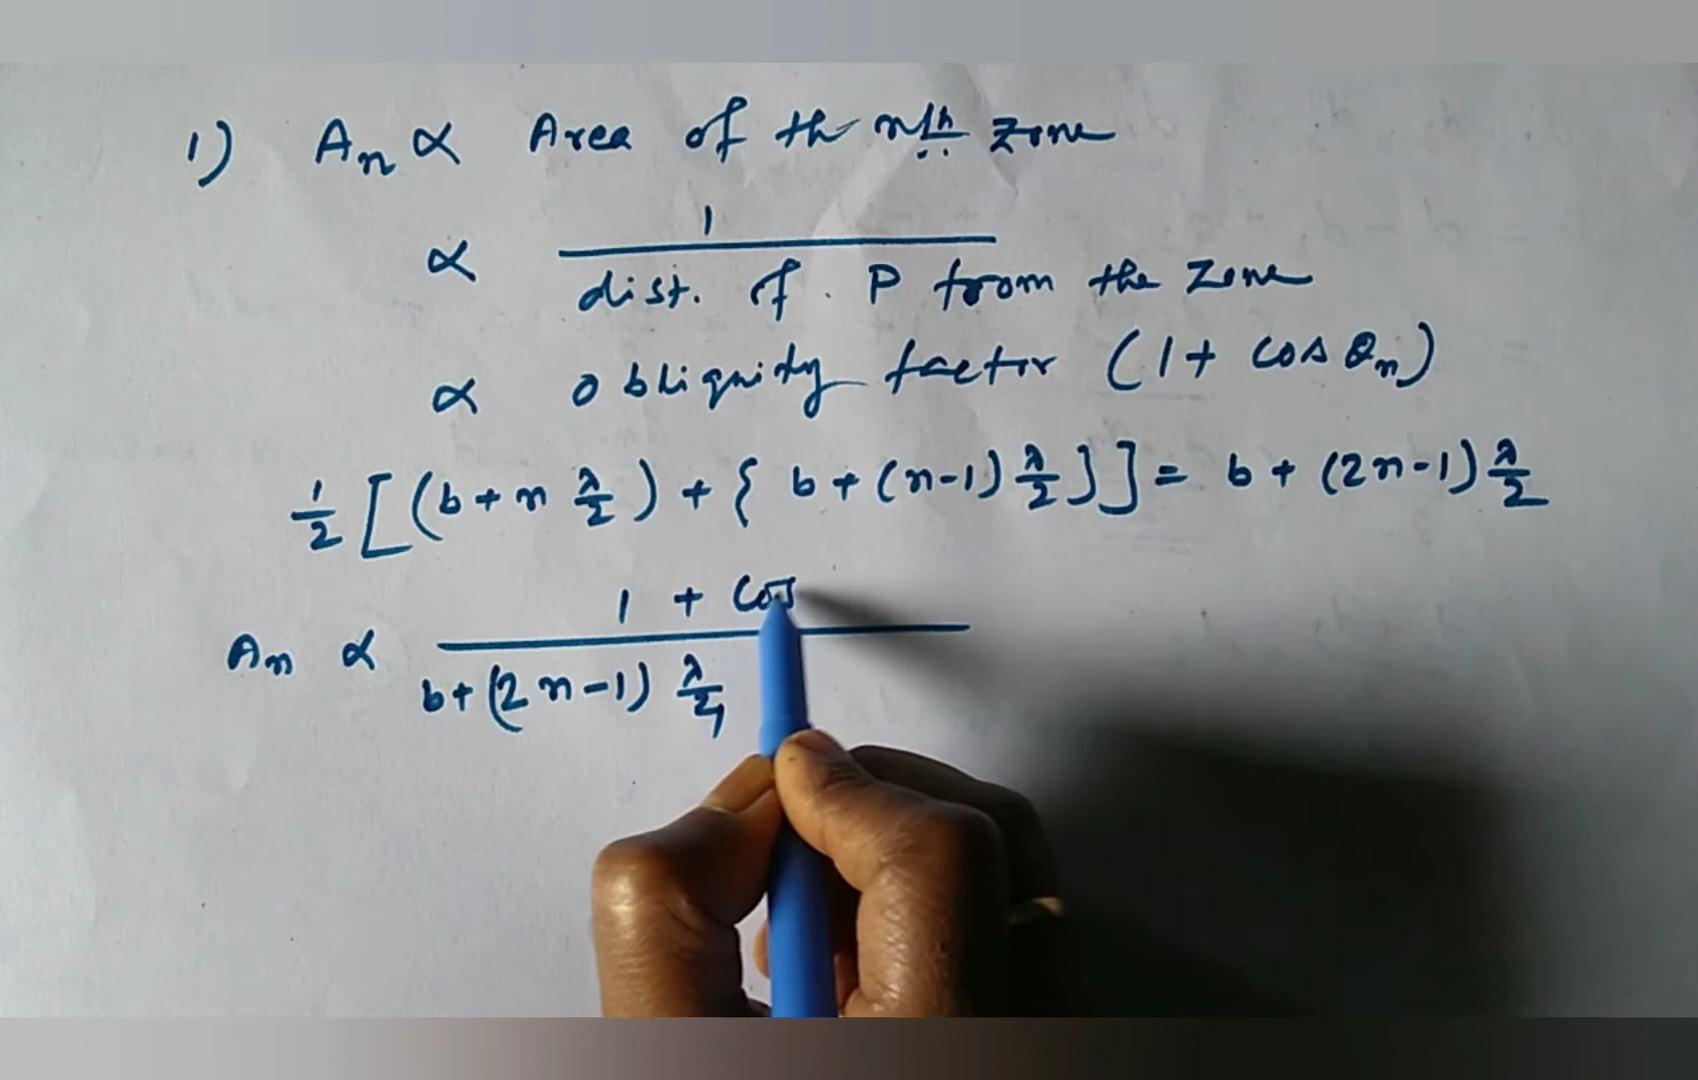 1) Aₙ ∝ Area of the nth zone
∝ 1 / dist. of P from the zone
∝ obliquity factor (1 + cos θₙ)
1/2 [(b + n λ/2) + { b + (n-1) λ/2 }] = b + (2n-1) λ/2
Aₙ ∝ 1 + Cos / b + (2n-1) λ/4